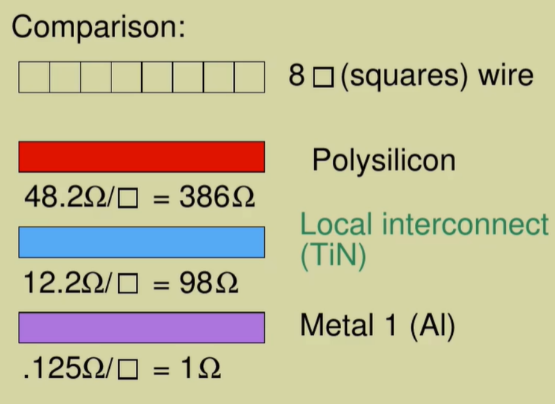 Comparison:
8 □ (squares) wire
Polysilicon
48.2Ω/□ = 386Ω
Local interconnect
(TiN)
12.2Ω/□ = 98Ω
Metal 1 (Al)
.125Ω/□ = 1Ω